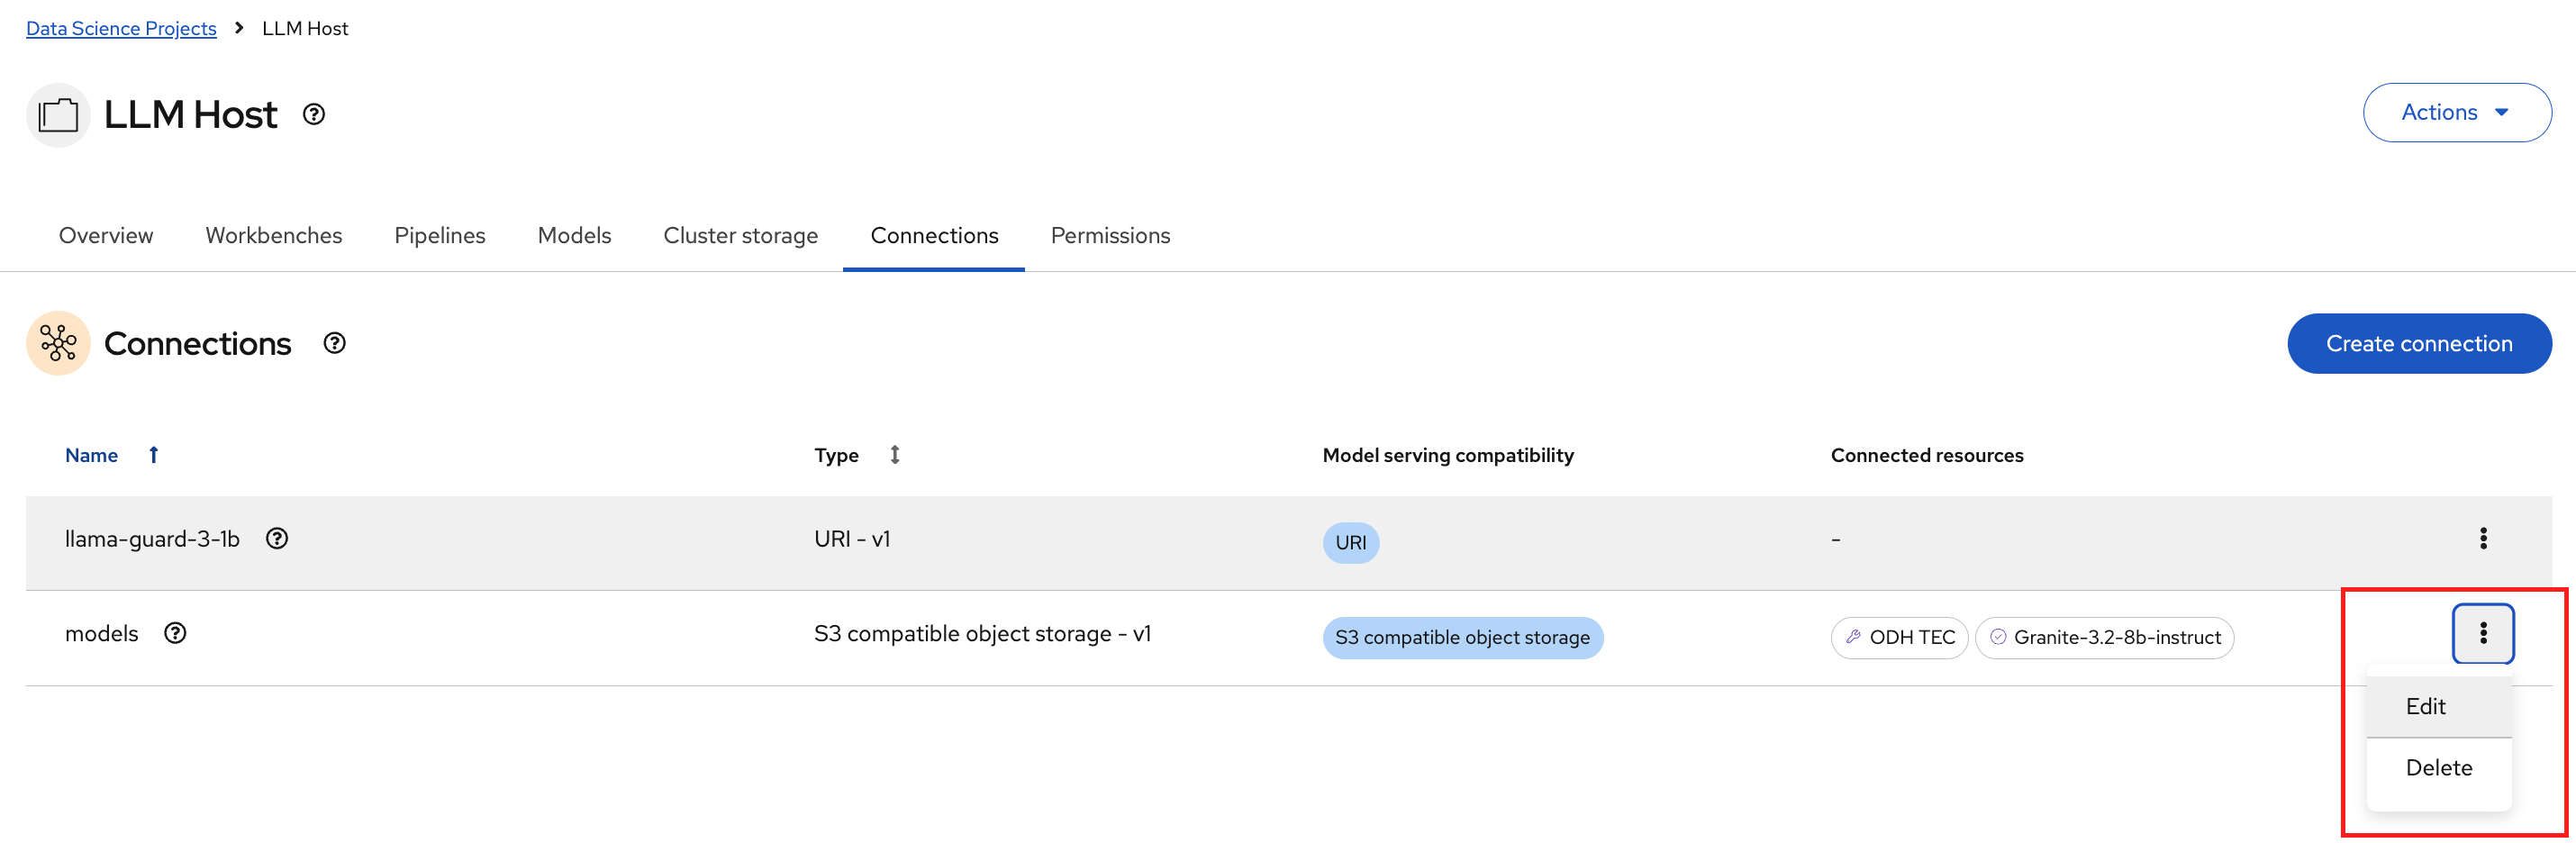 Data Science Projects > LLM Host
LLM Host
Actions
Overview Workbenches Pipelines Models Cluster storage Connections Permissions
Connections
Create connection
Name Type Model serving compatibility Connected resources
llama-guard-3-1b URI - v1 URI -
models S3 compatible object storage - v1 S3 compatible object storage ODH TEC Granite-3.2-8b-instruct
Edit
Delete